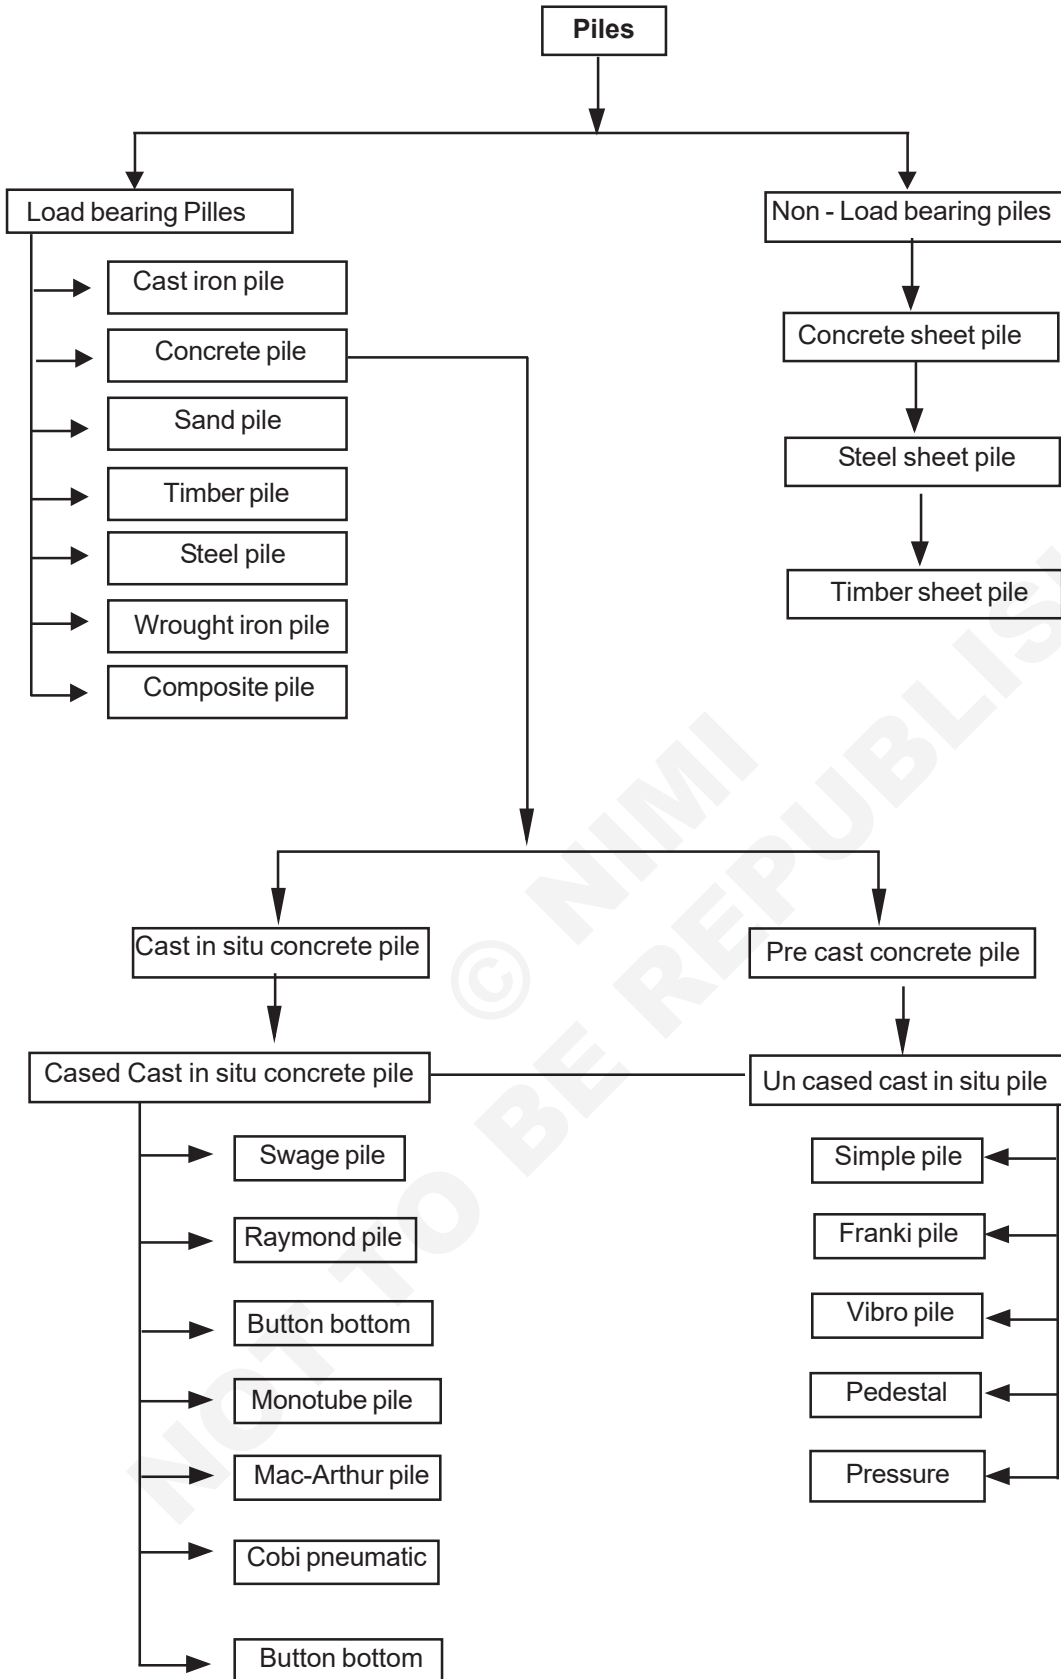 Piles
Load bearing Pilles
Non - Load bearing piles
Cast iron pile
Concrete pile
Sand pile
Timber pile
Steel pile
Wrought iron pile
Composite pile
Concrete sheet pile
Steel sheet pile
Timber sheet pile
Cast in situ concrete pile
Pre cast concrete pile
Cased Cast in situ concrete pile
Un cased cast in situ pile
Swage pile
Raymond pile
Button bottom
Monotube pile
Mac-Arthur pile
Cobi pneumatic
Button bottom
Simple pile
Franki pile
Vibro pile
Pedestal
Pressure
© NIMI
NOT TO BE REPUBLIS